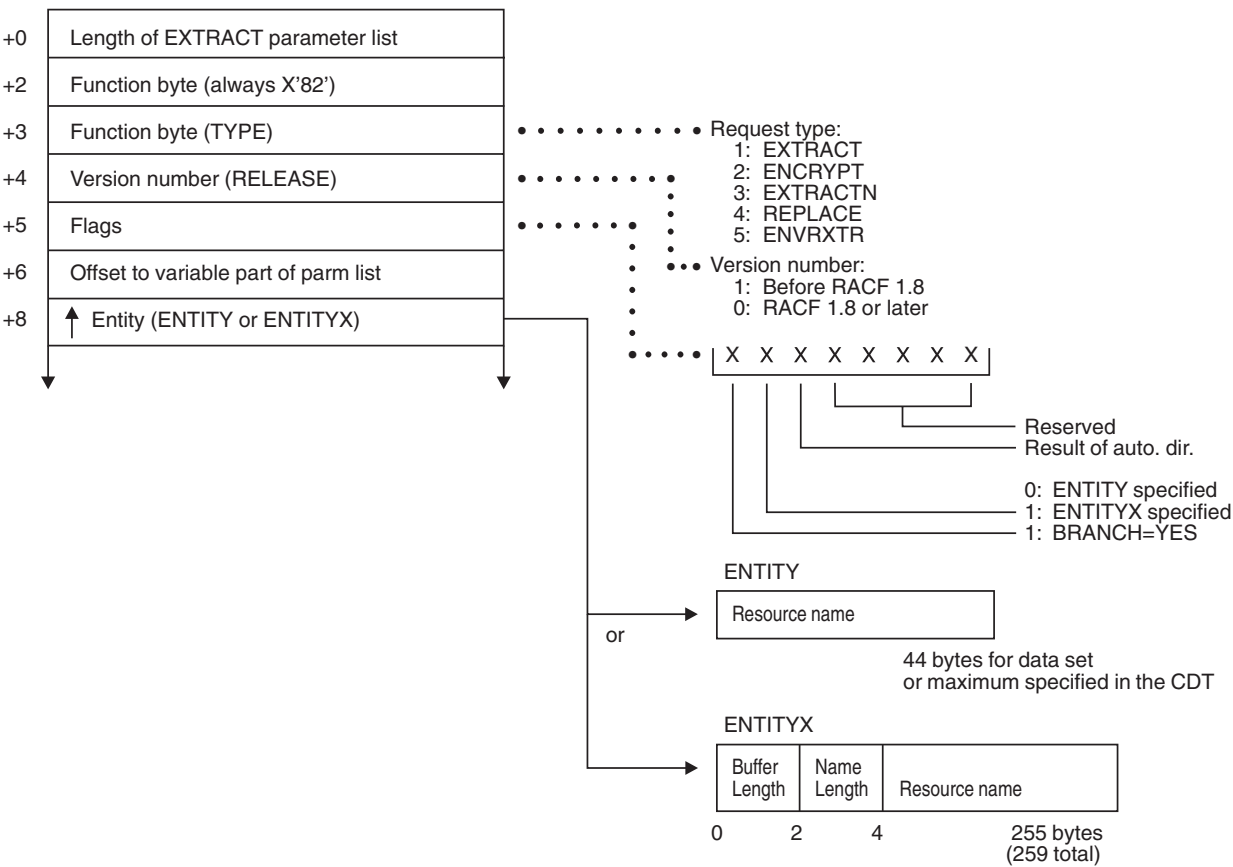 +0 Length of EXTRACT parameter list
+2 Function byte (always X'82')
+3 Function byte (TYPE)
+4 Version number (RELEASE)
+5 Flags
+6 Offset to variable part of parm list
+8 Entity (ENTITY or ENTITYX)
Request type:
1: EXTRACT
2: ENCRYPT
3: EXTRACTN
4: REPLACE
5: ENVRXTR
Version number:
1: Before RACF 1.8
0: RACF 1.8 or later
X X X X X X X X
Reserved
Result of auto. dir.
0: ENTITY specified
1: ENTITYX specified
1: BRANCH=YES
ENTITY
Resource name
or
44 bytes for data set
or maximum specified in the CDT
ENTITYX
Buffer
Length
Name
Length
Resource name
0 2 4 255 bytes
(259 total)